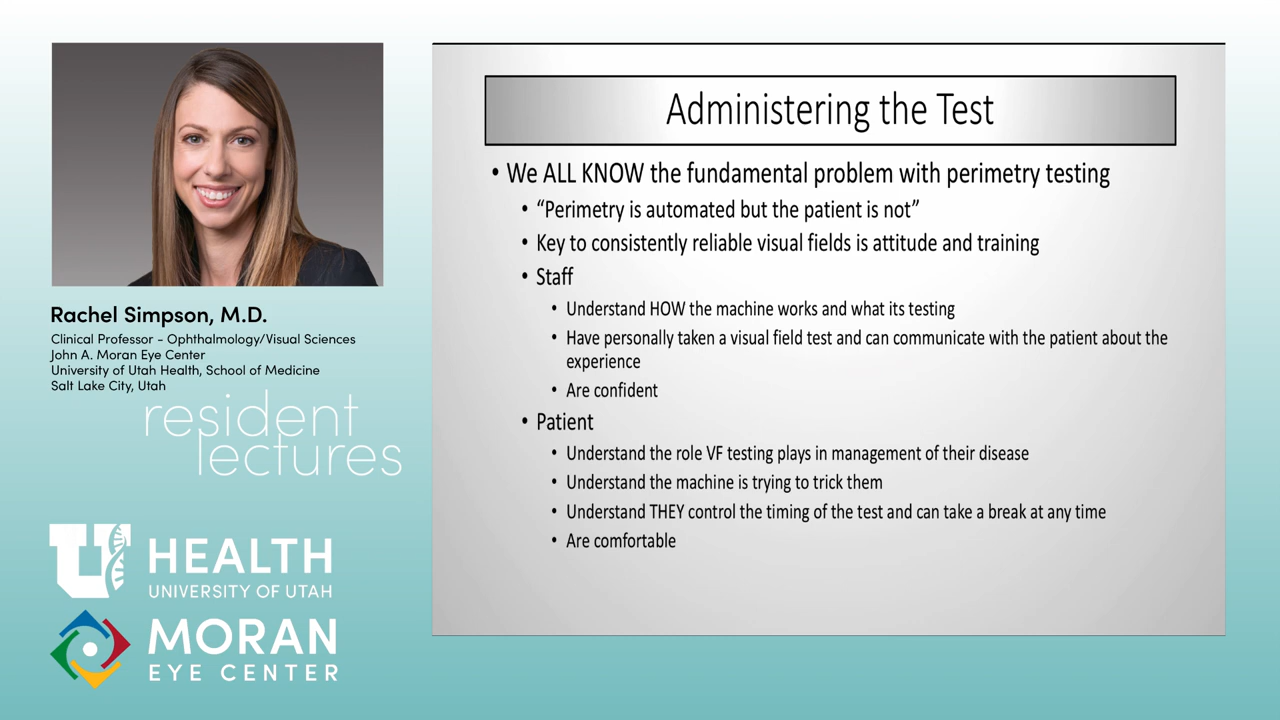 Rachel Simpson, M.D.
Clinical Professor - Ophthalmology/Visual Sciences
John A. Moran Eye Center
University of Utah Health, School of Medicine
Salt Lake City, Utah
resident
lectures
U HEALTH
UNIVERSITY OF UTAH
MORAN
EYE CENTER
Administering the Test
• We ALL KNOW the fundamental problem with perimetry testing
• “Perimetry is automated but the patient is not”
• Key to consistently reliable visual fields is attitude and training
• Staff
• Understand HOW the machine works and what its testing
• Have personally taken a visual field test and can communicate with the patient about the
experience
• Are confident
• Patient
• Understand the role VF testing plays in management of their disease
• Understand the machine is trying to trick them
• Understand THEY control the timing of the test and can take a break at any time
• Are comfortable